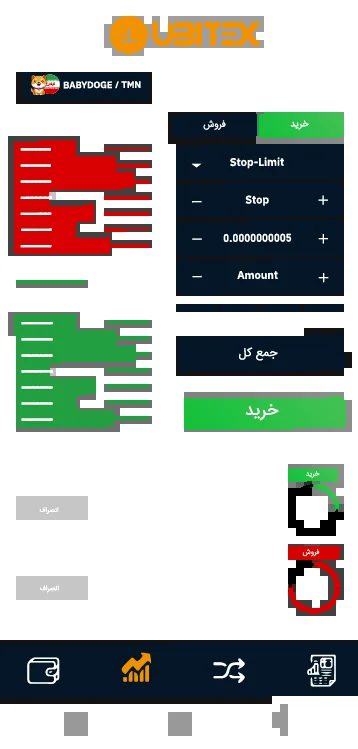 UBITEX
BABYDOGE / TMN
خرید
فروش
Stop-Limit
Stop
0.0000000005
Amount
جمع کل
خرید
خرید
انصراف
فروش
انصراف